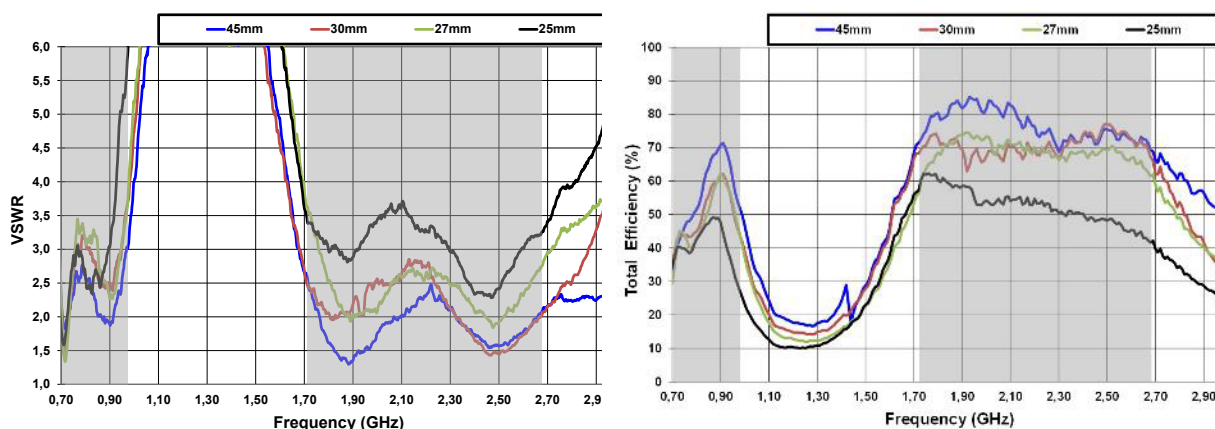 45mm 30mm 27mm 25mm
6,0
5,5
5,0
4,5
4,0
3,5
3,0
2,5
2,0
1,5
1,0
VSWR
0,70 0,90 1,10 1,30 1,50 1,70 1,90 2,10 2,30 2,50 2,70 2,9
Frequency (GHz)
45mm 30mm 27mm 25mm
100
90
80
70
60
50
40
30
20
10
0
Total Efficiency (%)
0,70 0,90 1,10 1,30 1,50 1,70 1,90 2,10 2,30 2,50 2,70 2,90
Frequency (GHz)